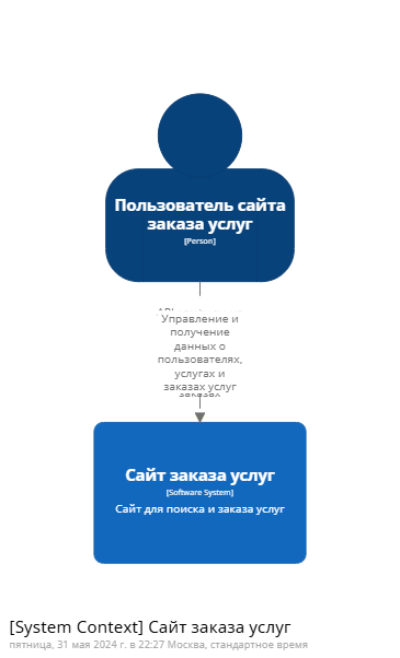 Пользователь сайта
заказа услуг
[Person]
Управление и
получение
данных о
пользователях,
услугах и
заказах услуг
Сайт заказа услуг
[Software System]
Сайт для поиска и заказа услуг
[System Context] Сайт заказа услуг
пятница, 31 мая 2024 г. в 22:27 Москва, стандартное время